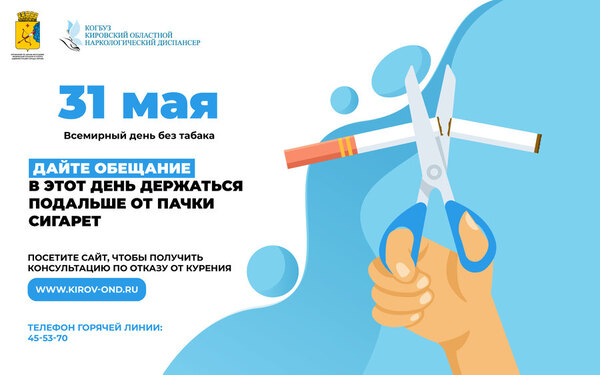 КОГБУЗ
КИРОВСКИЙ ОБЛАСТНОЙ
НАРКОЛОГИЧЕСКИЙ ДИСПАНСЕР
31 мая
Всемирный день без табака
ДАЙТЕ ОБЕЩАНИЕ
В ЭТОТ ДЕНЬ ДЕРЖАТЬСЯ
ПОДАЛЬШЕ ОТ ПАЧКИ
СИГАРЕТ
ПОСЕТИТЕ САЙТ, ЧТОБЫ ПОЛУЧИТЬ
КОНСУЛЬТАЦИЮ ПО ОТКАЗУ ОТ КУРЕНИЯ
WWW.KIROV-OND.RU
ТЕЛЕФОН ГОРЯЧЕЙ ЛИНИИ:
45-53-70